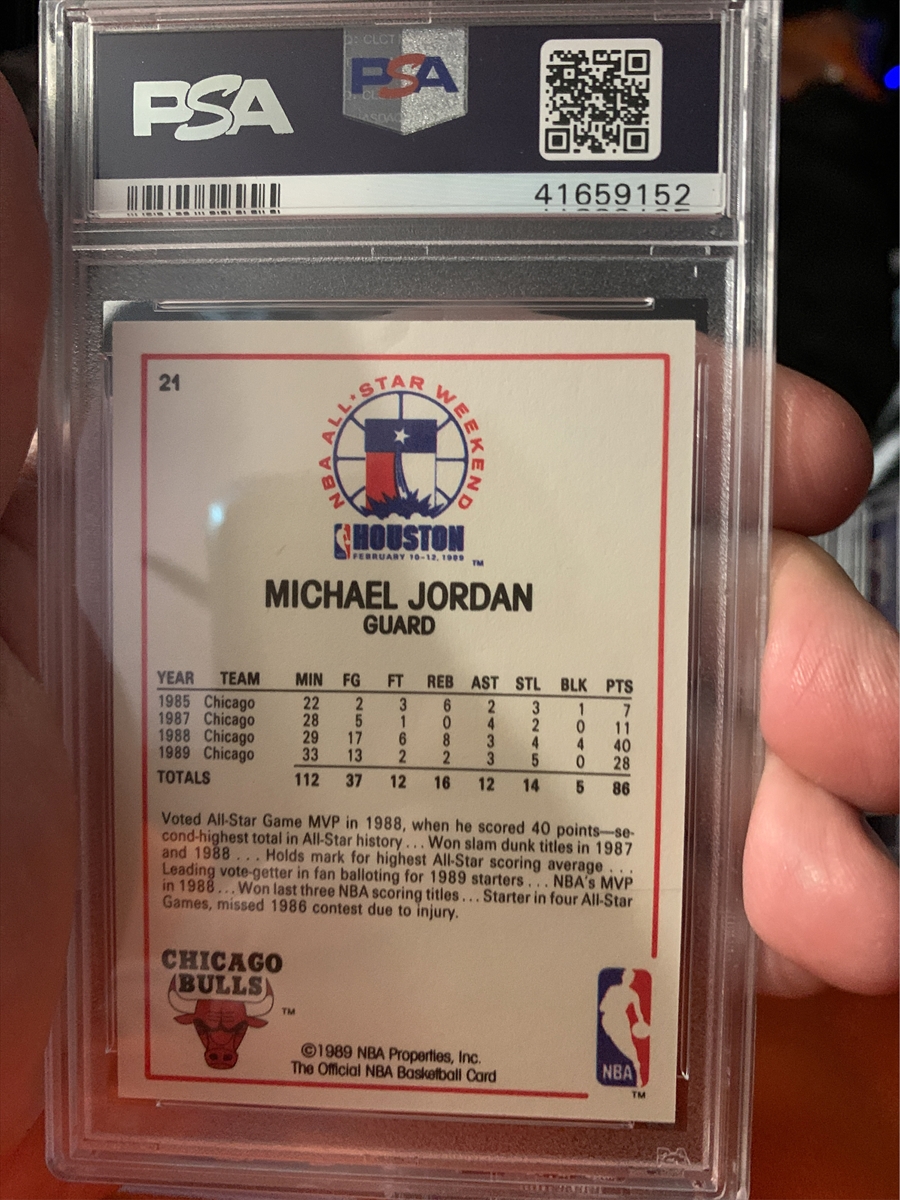 PSA
PSA
41659152
21
NBA ALL★STAR WEEKEND
HOUSTON
FEBRUARY 10-12, 1989
TM
MICHAEL JORDAN
GUARD
YEAR TEAM MIN FG FT REB AST STL BLK PTS
1985 Chicago 22 2 3 6 2 3 1 7
1987 Chicago 28 5 1 0 4 2 0 11
1988 Chicago 29 17 6 8 3 4 4 40
1989 Chicago 33 13 2 2 3 5 0 28
TOTALS 112 37 12 16 12 14 5 86
Voted All-Star Game MVP in 1988, when he scored 40 points—se-
cond-highest total in All-Star history . . . Won slam dunk titles in 1987
and 1988 . . . Holds mark for highest All-Star scoring average . . .
Leading vote-getter in fan balloting for 1989 starters . . . NBA's MVP
in 1988 . . . Won last three NBA scoring titles . . . Starter in four All-Star
Games, missed 1986 contest due to injury.
CHICAGO
BULLS
TM
©1989 NBA Properties, Inc.
The Official NBA Basketball Card
NBA
TM